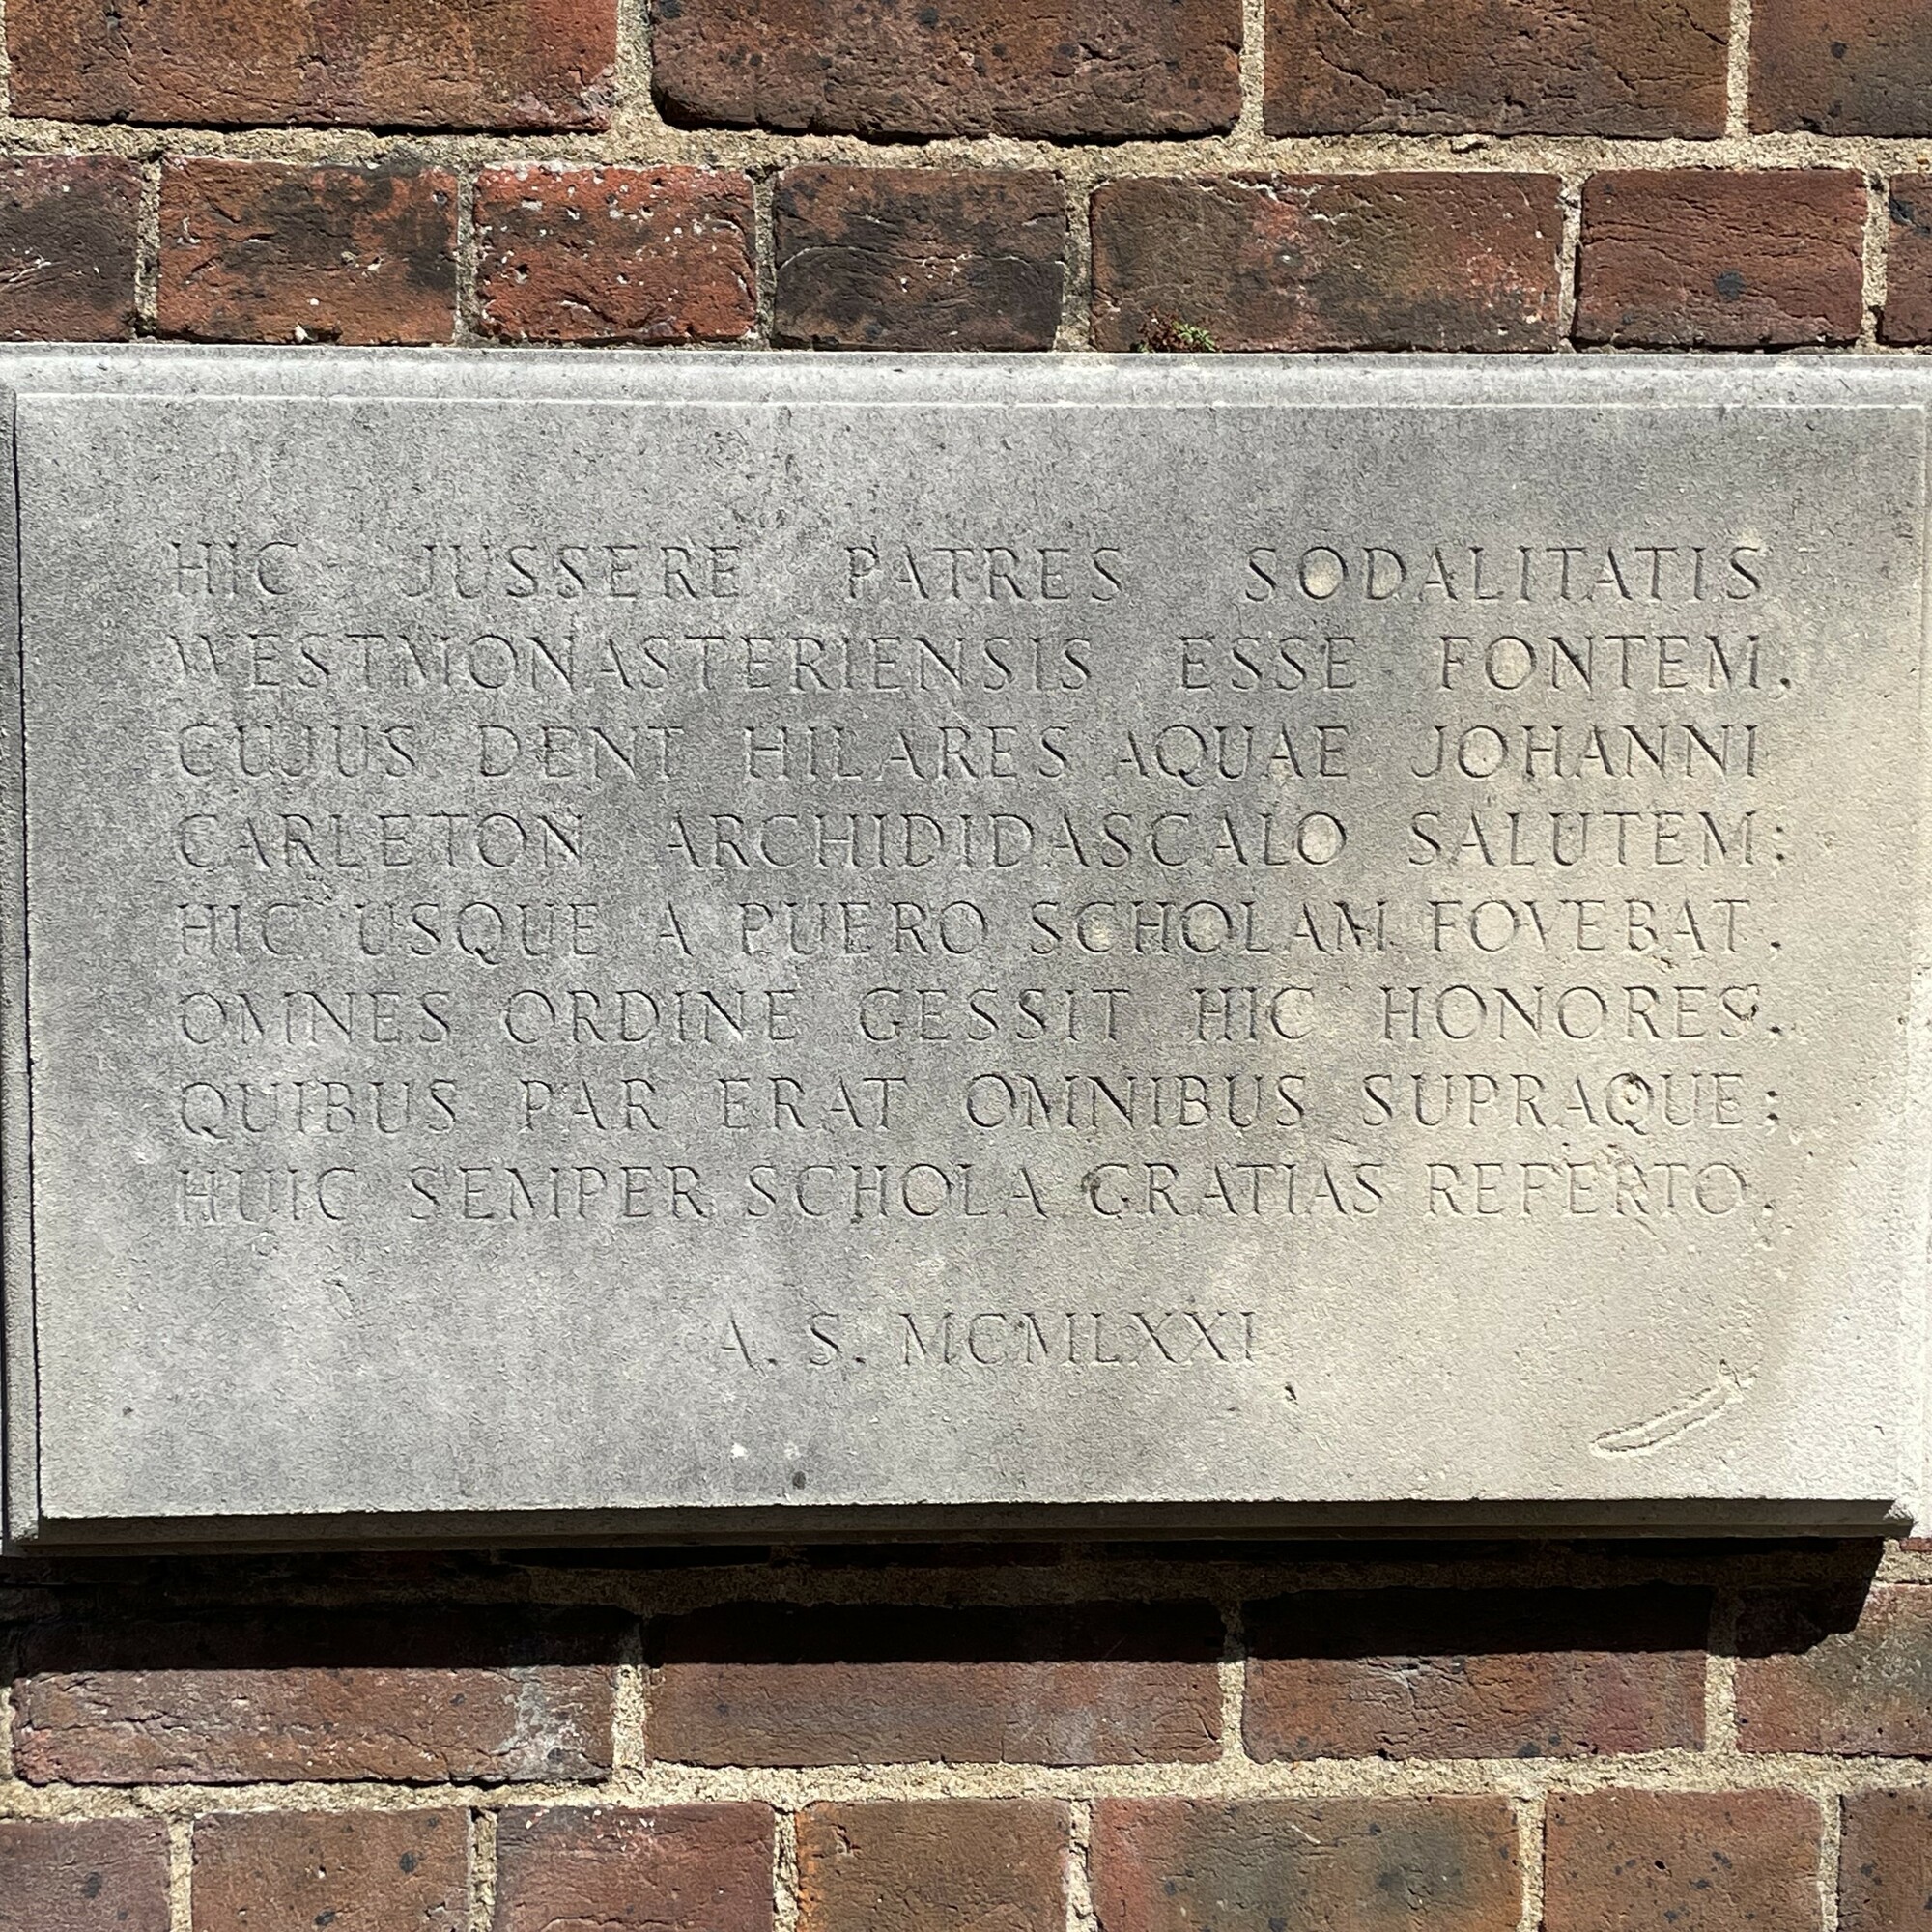 HIC JUSSERE PATRES SODALITATIS
WESTMONASTERIENSIS ESSE FONTEM,
CUJUS DENT HILARES AQUAE JOHANNI
CARLETON ARCHIDIDASCALO SALUTEM:
HIC USQUE A PUERO SCHOLAM FOVEBAT,
OMNES ORDINE GESSIT HIC HONORES,
QUIBUS PAR ERAT OMNIBUS SUPRAQUE:
HUIC SEMPER SCHOLA GRATIAS REFERTO.
A. S. MCMLXXI